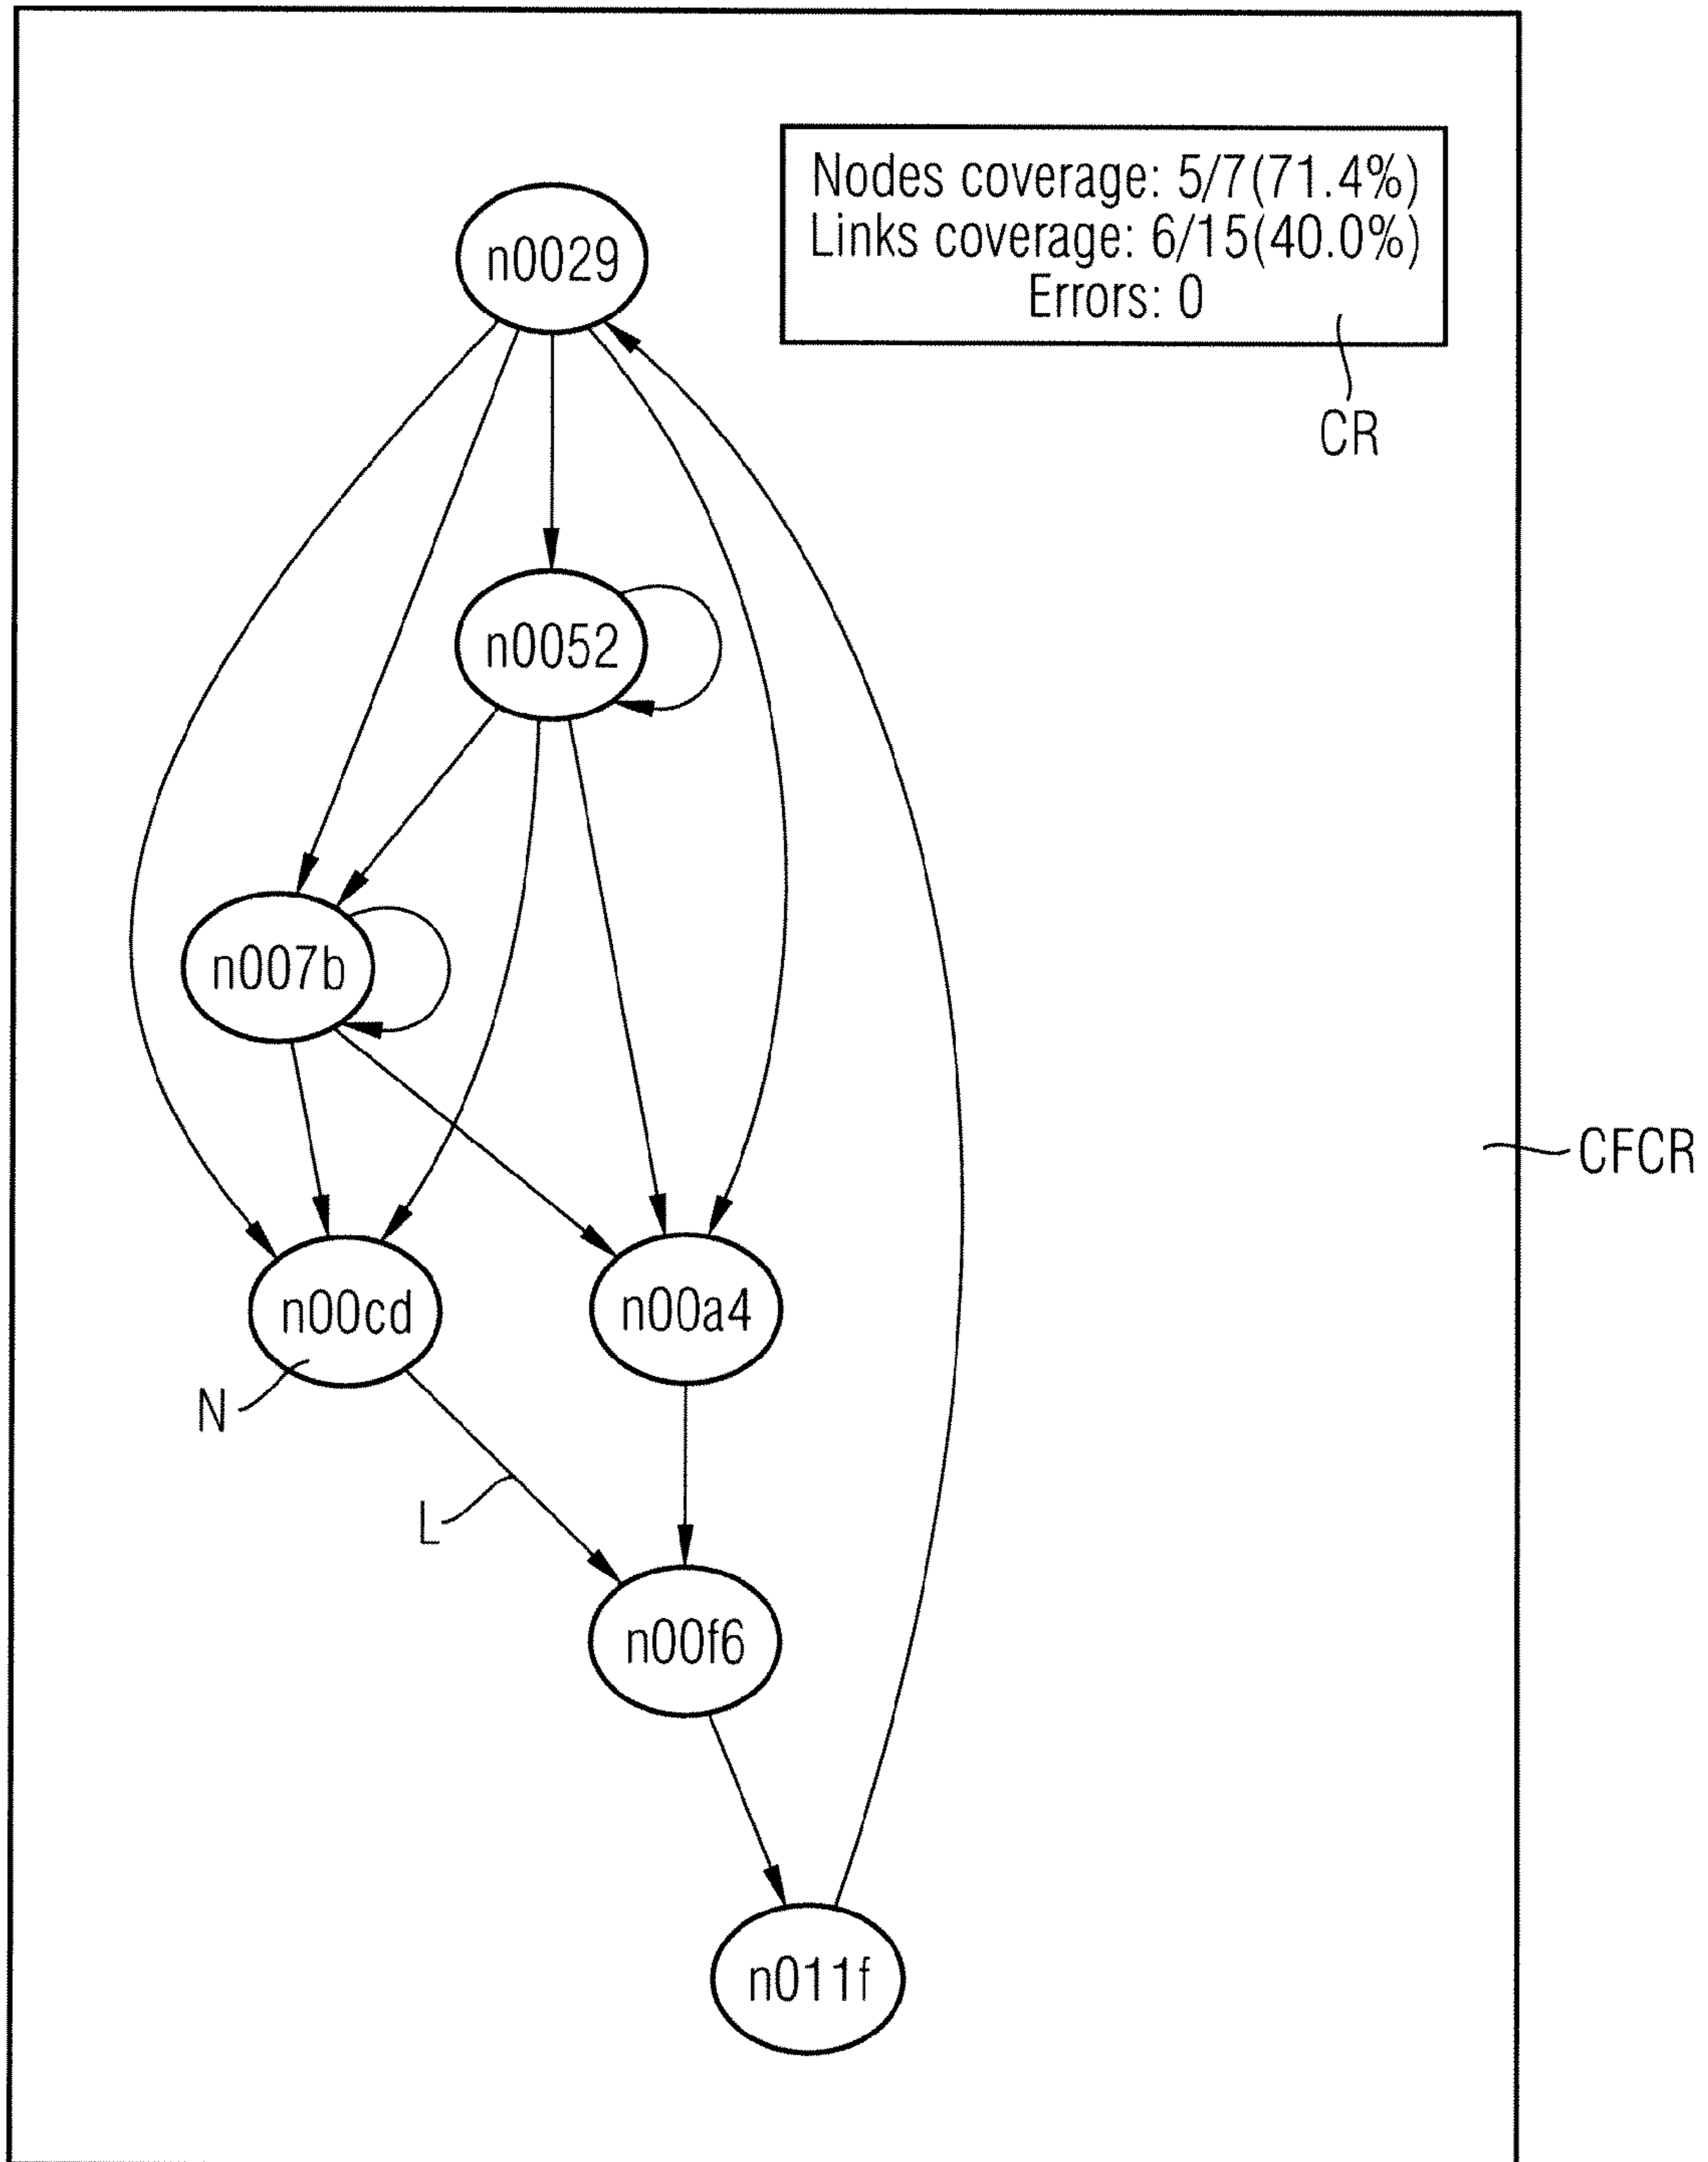 Nodes coverage: 5/7(71.4%)
Links coverage: 6/15(40.0%)
Errors: 0
CR
n0029
n0052
n007b
CFCR
n00cd
n00a4
N
L
n00f6
n011f